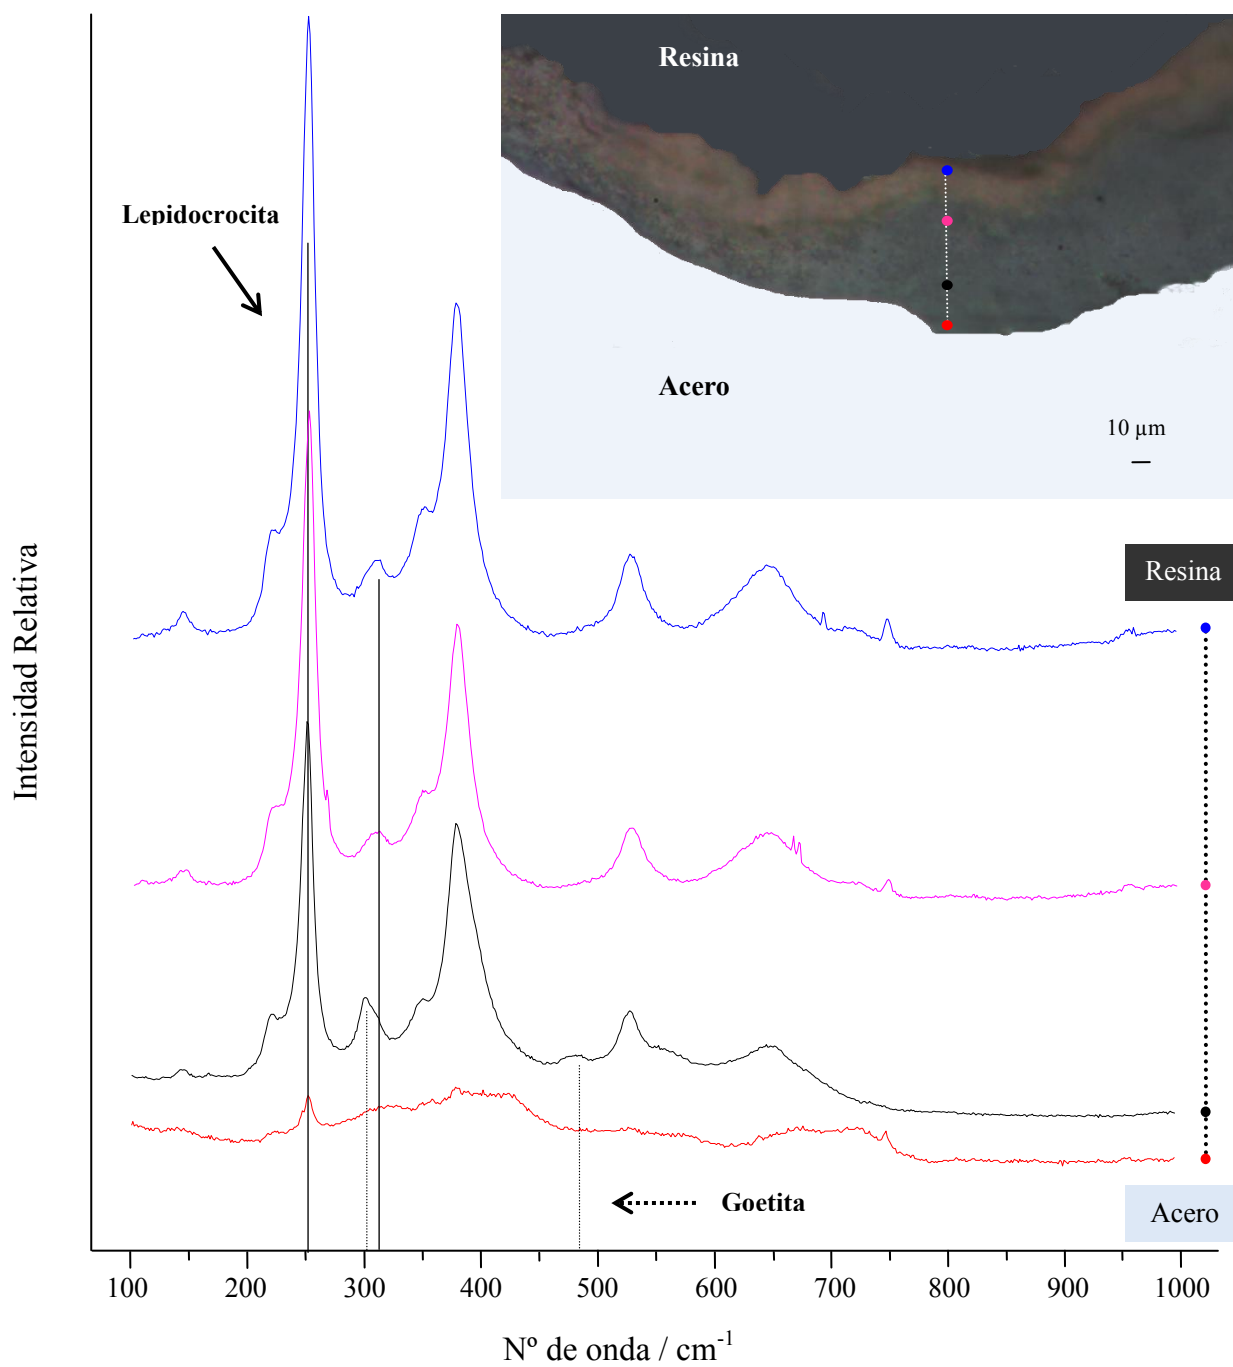 Resina
Lepidocrocita
Acero
10 µm
Intensidad Relativa
Resina
Goetita
Acero
100 200 300 400 500 600 700 800 900 1000
Nº de onda / cm-1